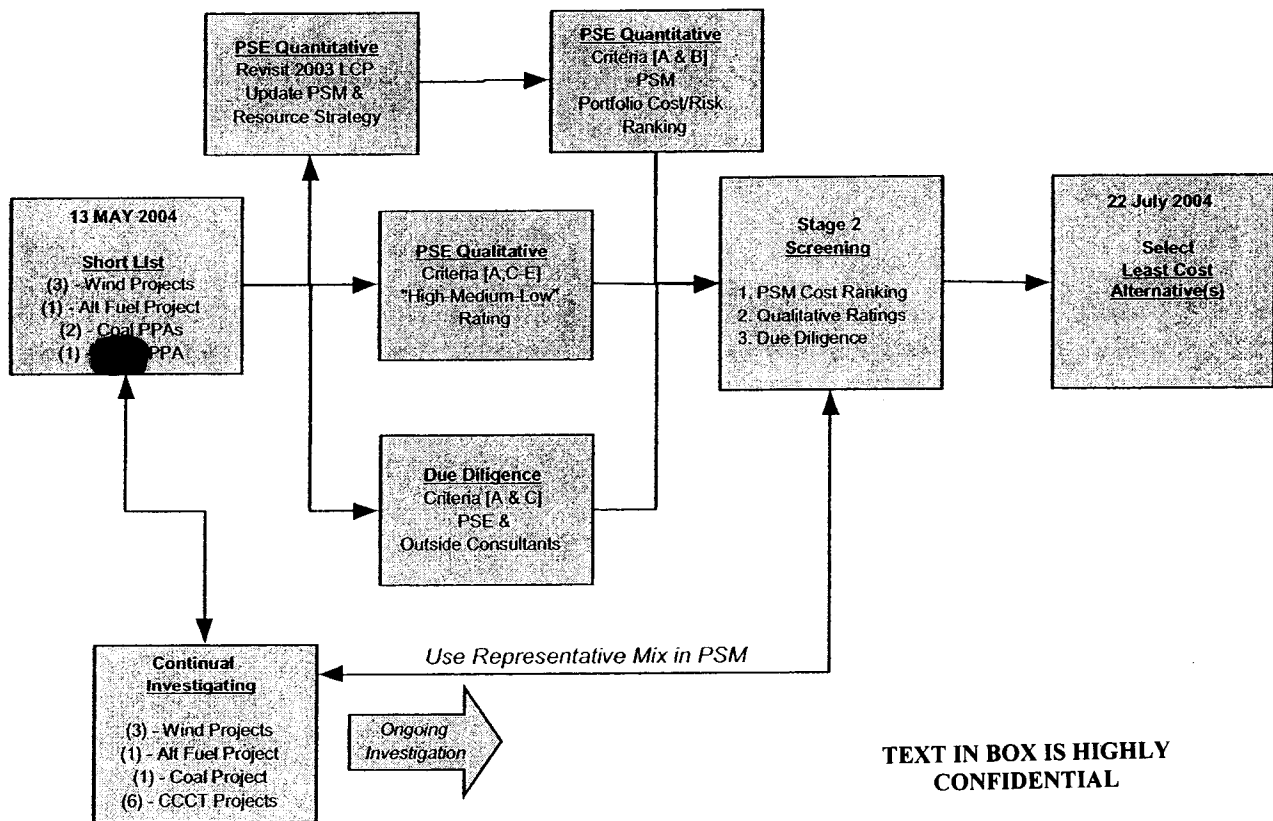 PSE Quantitative
Revisit 2003 LCP
Update PSM &
Resource Strategy
PSE Quantitative
Criteria [A & B]
PSM
Portfolio Cost/Risk
Ranking
13 MAY 2004
Short List
(3) - Wind Projects
(1) - Alt Fuel Project
(2) - Coal PPAs
(1) - PPA
PSE Qualitative
Criteria [A,C-E]
"High-Medium-Low"
Rating
Stage 2
Screening
1. PSM Cost Ranking
2. Qualitative Ratings
3. Due Diligence
22 July 2004
Select
Least Cost
Alternative(s)
Due Diligence
Criteria [A & C]
PSE &
Outside Consultants
Continual
Investigating
(3) - Wind Projects
(1) - Alt Fuel Project
(1) - Coal Project
(6) - CCCT Projects
Use Representative Mix in PSM
Ongoing
Investigation
TEXT IN BOX IS HIGHLY
CONFIDENTIAL